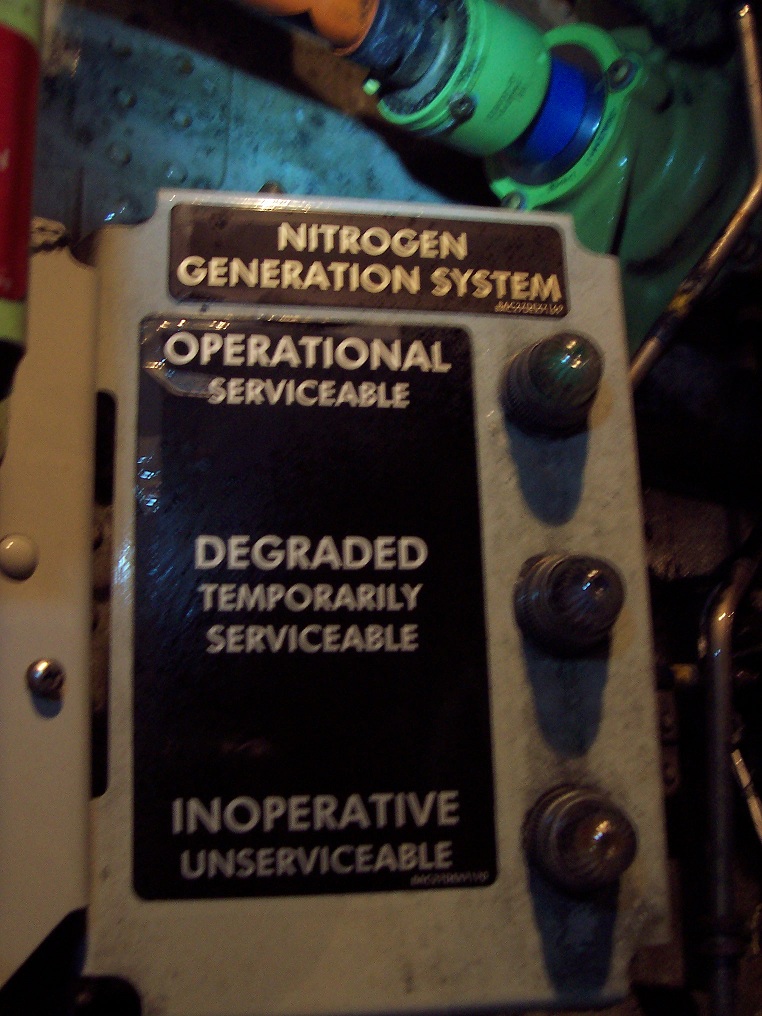 NITROGEN
GENERATION SYSTEM
OPERATIONAL
SERVICEABLE
DEGRADED
TEMPORARILY
SERVICEABLE
INOPERATIVE
UNSERVICEABLE